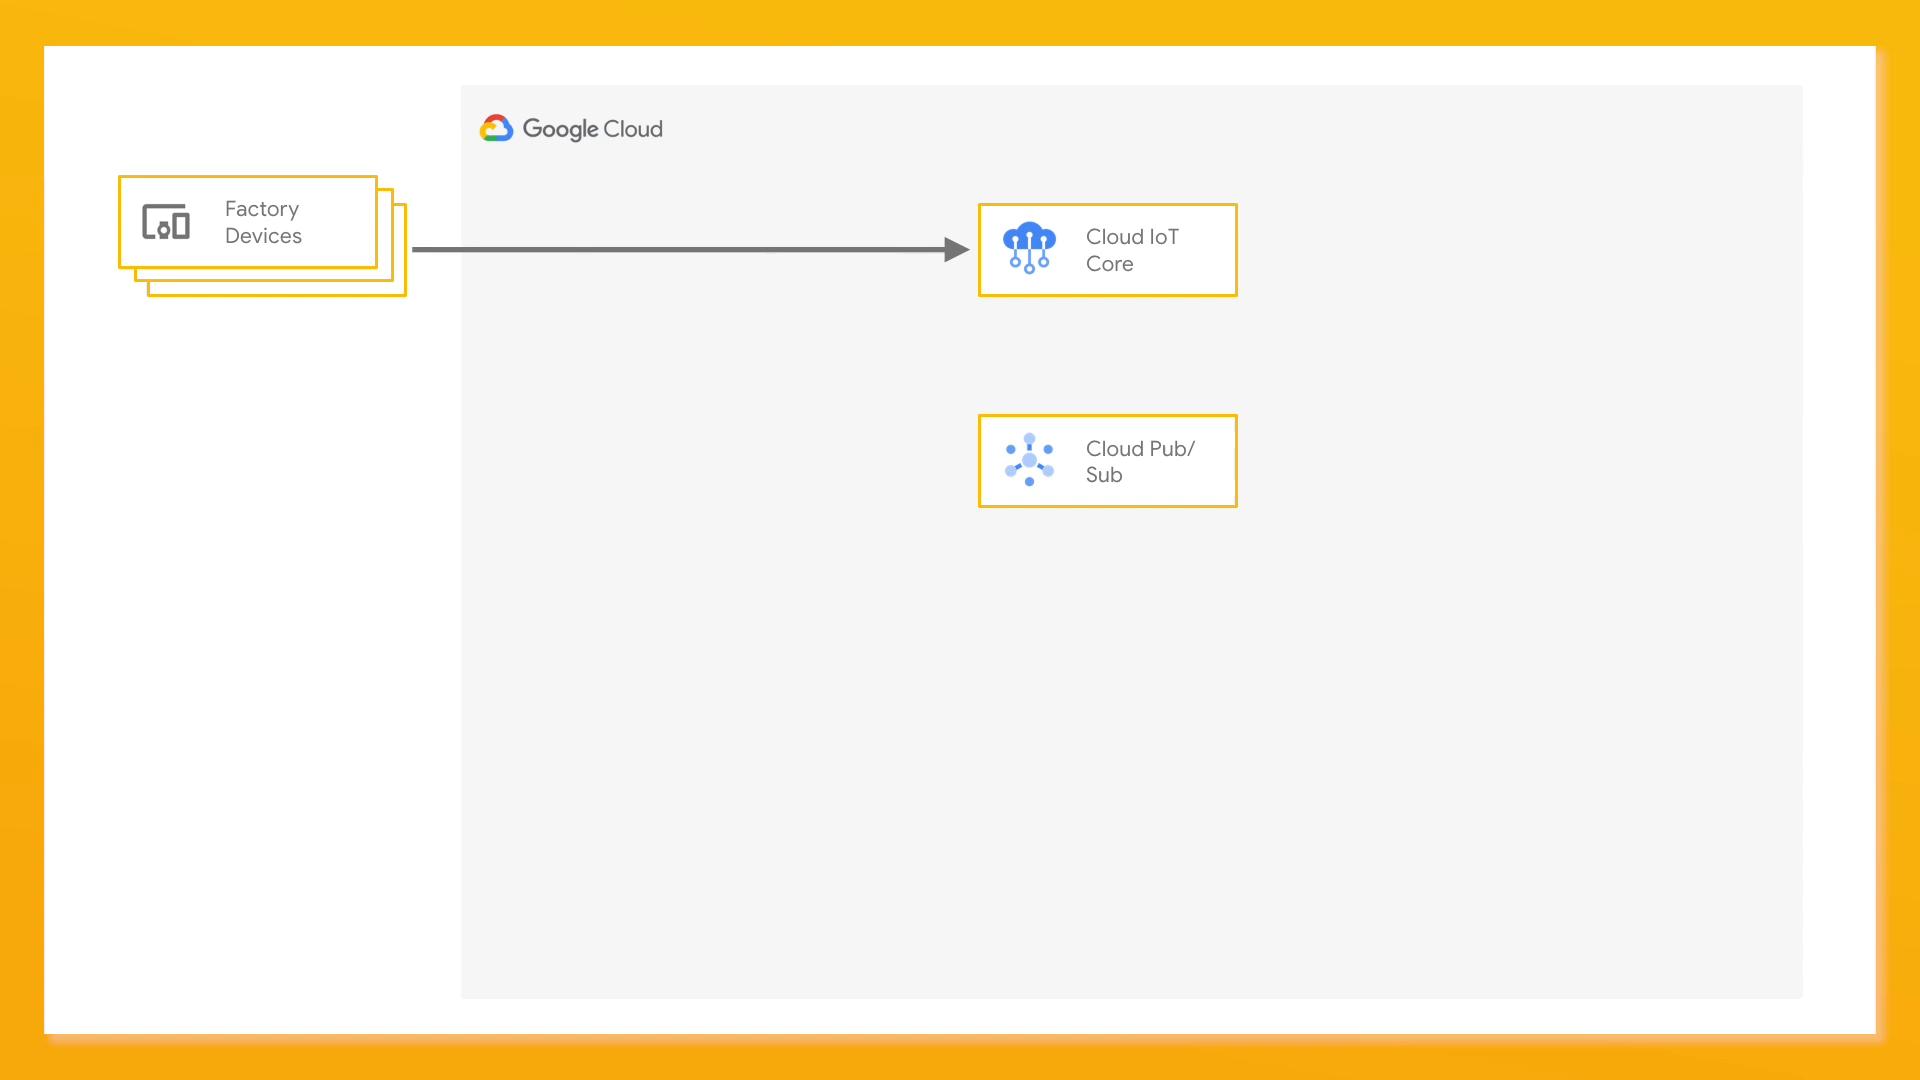 Google Cloud
Factory
Devices
Cloud IoT
Core
Cloud Pub/
Sub